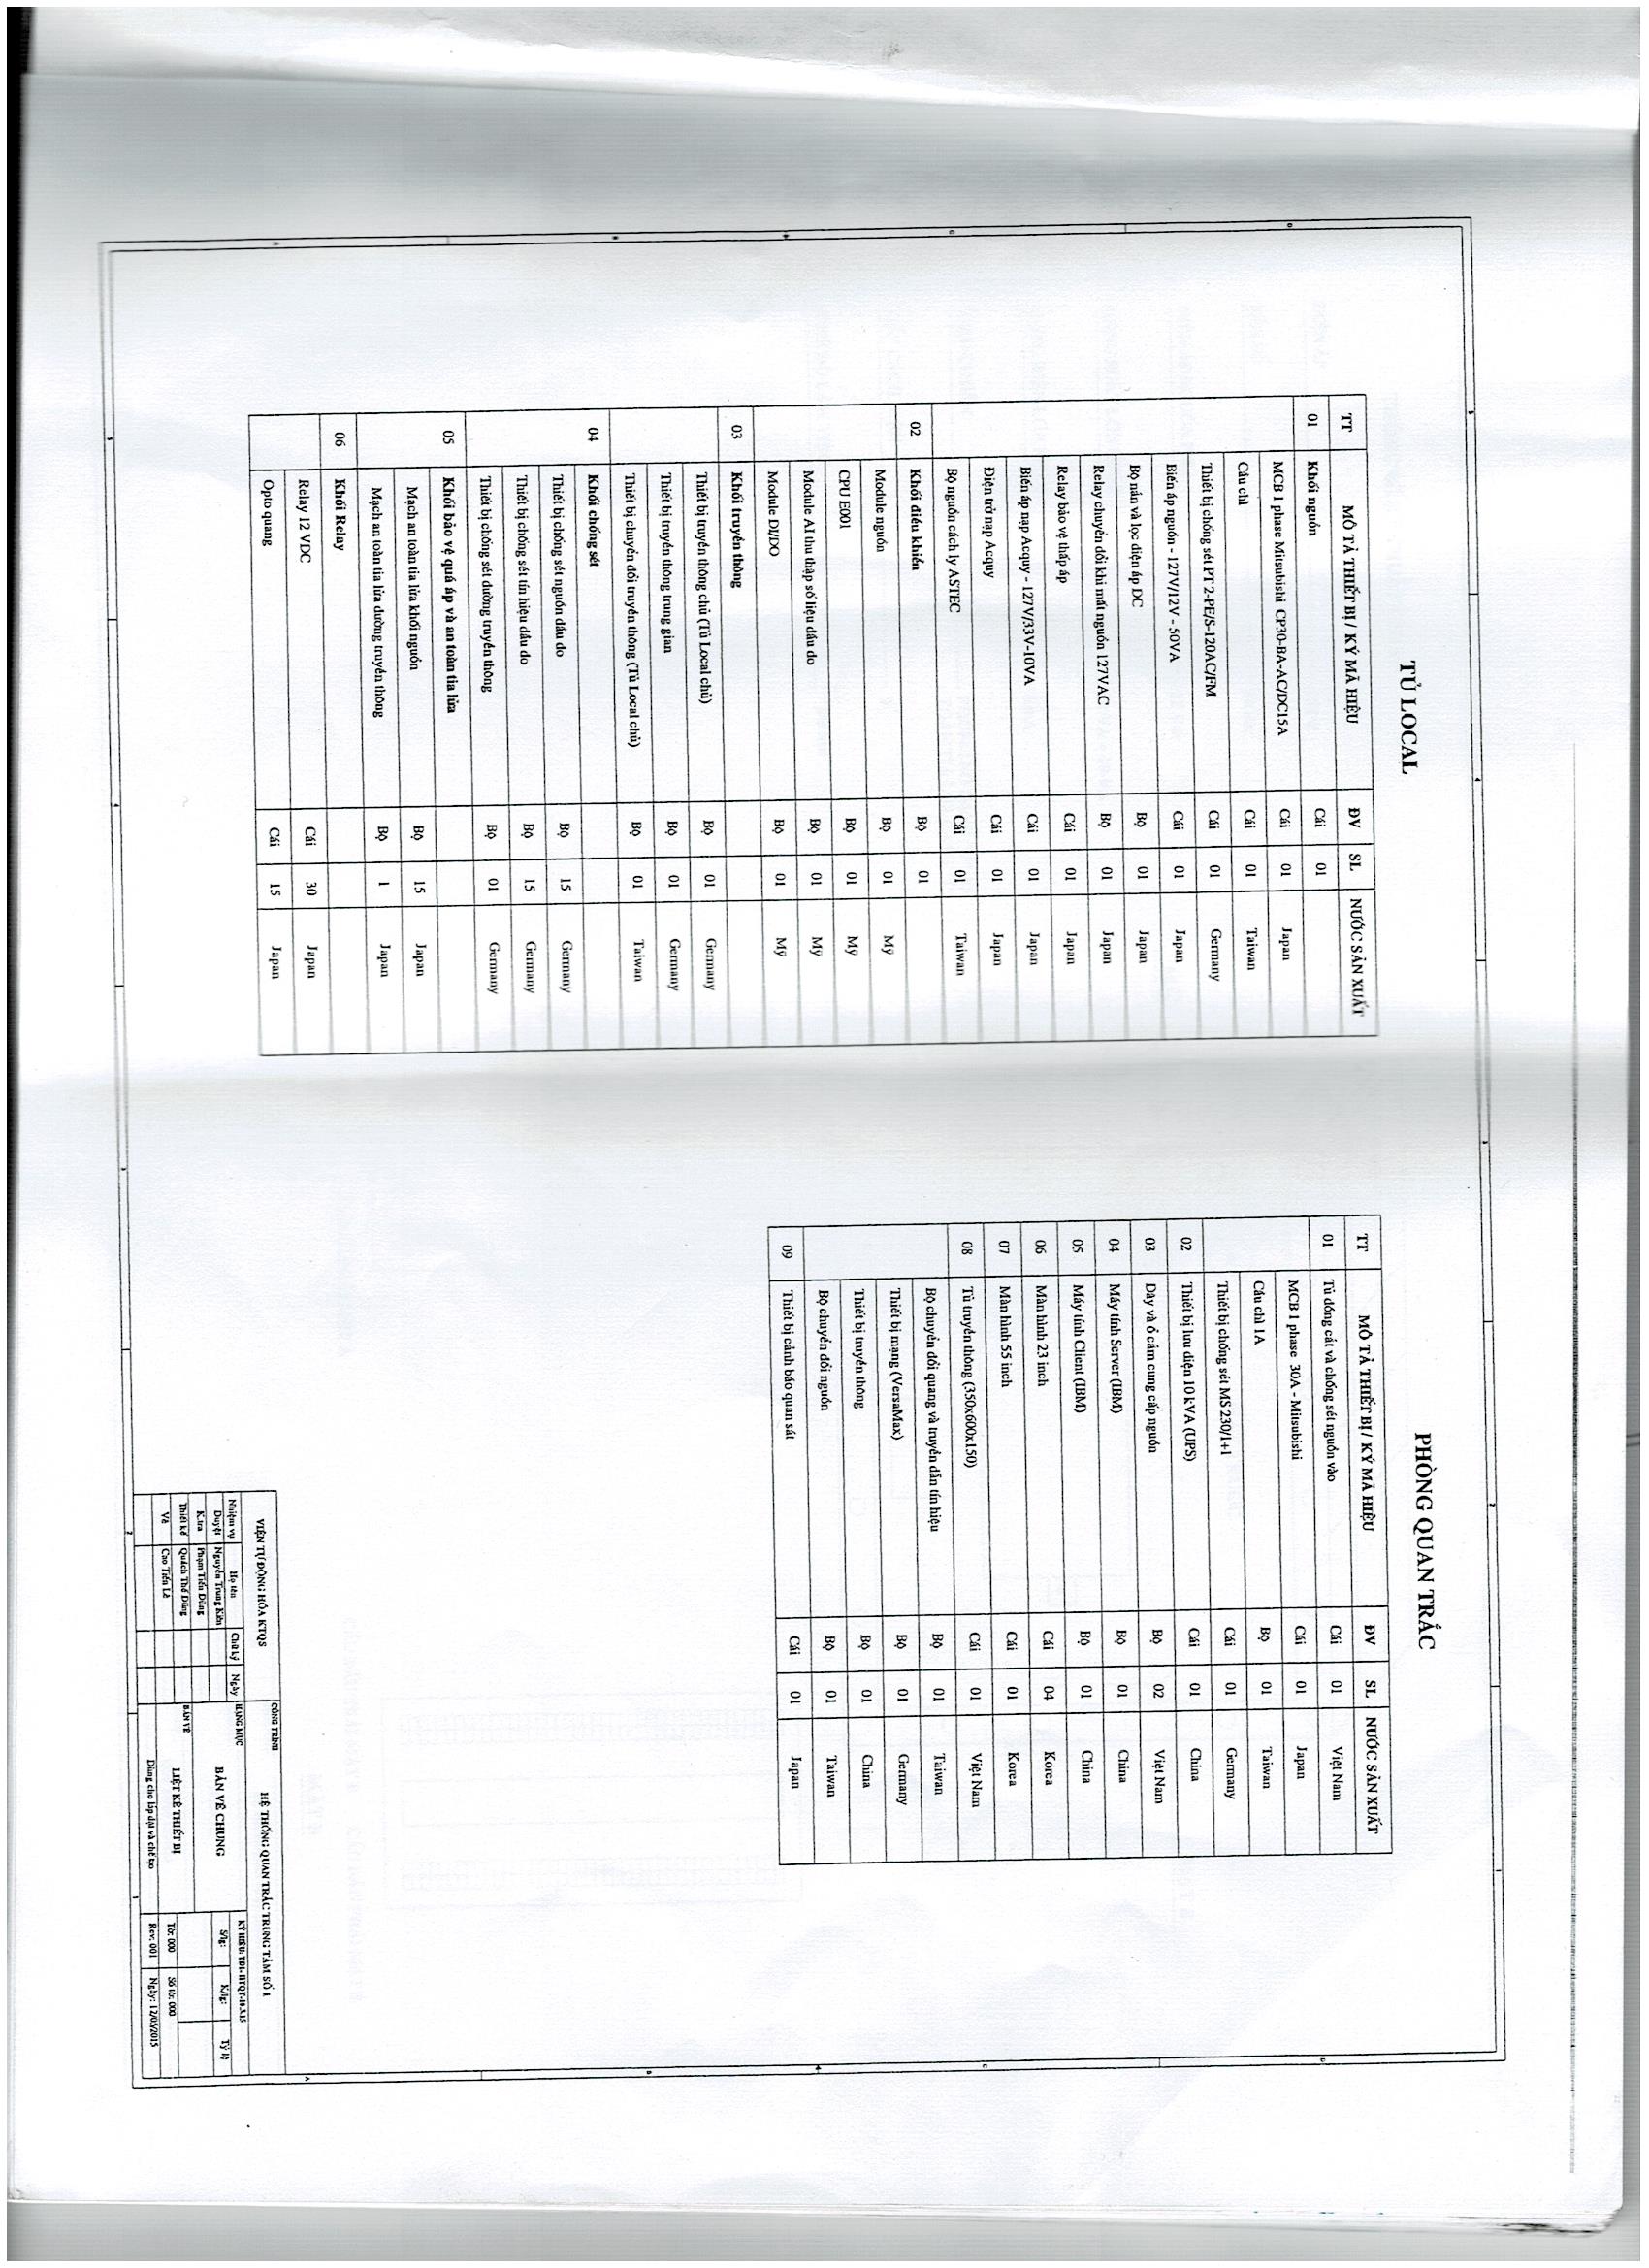 TỦ LOCAL
TT MÔ TẢ THIẾT BỊ / KÝ MÃ HIỆU ĐV SL NƯỚC SẢN XUẤT
01 Khối nguồn Cái 01
MCB 1 phase Mitsubishi CP30-BA-AC/DC15A Cái 01 Japan
Cầu chì Cái 01 Taiwan
Thiết bị chống sét PT 2-PE/S-120AC/FM Cái 01 Germany
Biến áp nguồn - 127V/12V - 50VA Cái 01 Japan
Bộ nắn và lọc điện áp DC Bộ 01 Japan
Relay chuyển đổi khi mất nguồn 127VAC Bộ 01 Japan
Relay bảo vệ thấp áp Cái 01 Japan
Biến áp nạp Acquy - 127V/33V-10VA Cái 01 Japan
Điện trở nạp Acquy Cái 01 Japan
Bộ nguồn cách ly ASTEC Cái 01 Taiwan
02 Khối điều khiển Bộ 01
Module nguồn Bộ 01 Mỹ
CPU E001 Bộ 01 Mỹ
Module AI thu thập số liệu đầu đo Bộ 01 Mỹ
Module DI/DO Bộ 01 Mỹ
03 Khối truyền thông
Thiết bị truyền thông chủ (Tủ Local chủ) Bộ 01 Germany
Thiết bị truyền thông trung gian Bộ 01 Germany
Thiết bị chuyển đổi truyền thông (Tủ Local chủ) Bộ 01 Taiwan
04 Khối chống sét
Thiết bị chống sét nguồn đầu đo Bộ 15 Germany
Thiết bị chống sét tín hiệu đầu đo Bộ 15 Germany
Thiết bị chống sét đường truyền thông Bộ 01 Germany
05 Khối bảo vệ quá áp và an toàn tia lửa
Mạch an toàn tia lửa khối nguồn Bộ 15 Japan
Mạch an toàn tia lửa đường truyền thông Bộ 1 Japan
06 Khối Relay
Relay 12 VDC Cái 30 Japan
Opto quang Cái 15 Japan
PHÒNG QUAN TRẮC
TT MÔ TẢ THIẾT BỊ / KÝ MÃ HIỆU ĐV SL NƯỚC SẢN XUẤT
01 Tủ đóng cắt và chống sét nguồn vào Cái 01 Việt Nam
MCB 1 phase 30A - Mitsubishi Cái 01 Japan
Cầu chì 1A Bộ 01 Taiwan
Thiết bị chống sét MS 230/1+1 Cái 01 Germany
02 Thiết bị lưu điện 10 kVA (UPS) Cái 01 China
03 Dây và ổ cắm cung cấp nguồn Bộ 02 Việt Nam
04 Máy tính Server (IBM) Bộ 01 China
05 Máy tính Client (IBM) Bộ 01 China
06 Màn hình 23 inch Cái 04 Korea
07 Màn hình 55 inch Cái 01 Korea
08 Tủ truyền thông (350x600x150) Cái 01 Việt Nam
Bộ chuyển đổi quang và truyền dẫn tín hiệu Bộ 01 Taiwan
Thiết bị mạng (VersaMax) Bộ 01 Germany
Thiết bị truyền thông Bộ 01 China
Bộ chuyển đổi nguồn Bộ 01 Taiwan
09 Thiết bị cảnh báo quan sát Cái 01 Japan
VIỆN TỰ ĐỘNG HÓA KTQS
CÔNG TRÌNH
HỆ THỐNG QUAN TRẮC TRUNG TÂM SỐ 1
Nhiệm vụ Họ tên Chữ ký Ngày
Duyệt Nguyễn Trung Kiên
K.tra Phạm Tiến Dũng
Thiết kế Quách Thế Dũng
Vẽ Cao Tiến Lê
HẠNG MỤC
BẢN VẼ CHUNG
BẢN VẼ
LIỆT KÊ THIẾT BỊ
Dùng cho lắp đặt và chế tạo
KÝ HIỆU: TD1-HTQT-10.3.15
S/lg: K/lg: Tỷ lệ
Tờ: 000 Số tờ: 000
Rev: 001 Ngày: 12/05/2015